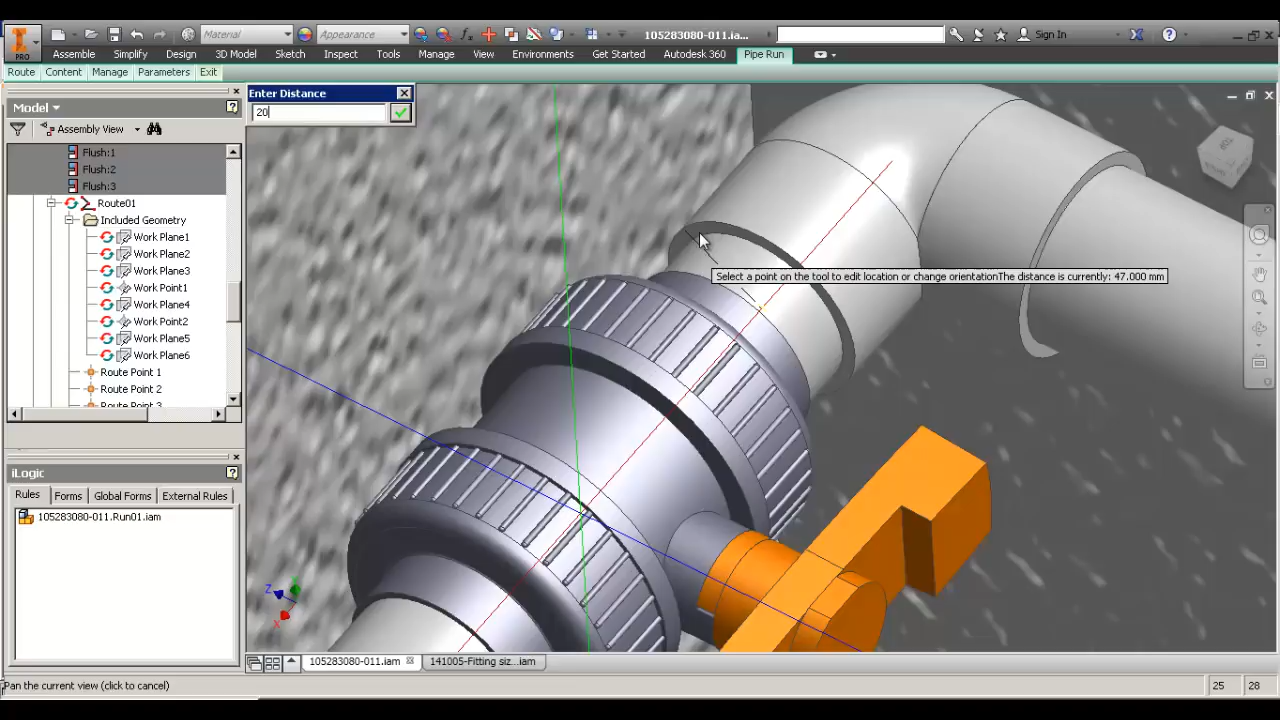 Material
Appearance
105283080-011.i...
Sign In
PRO
Assemble
Simplify
Design
3D Model
Sketch
Inspect
Tools
Manage
View
Environments
Get Started
Autodesk 360
Pipe Run
Route
Content
Manage
Parameters
Exit
Model
Assembly View
Flush:1
Flush:2
Flush:3
Route01
Included Geometry
Work Plane1
Work Plane2
Work Plane3
Work Point1
Work Plane4
Work Point2
Work Plane5
Work Plane6
Route Point 1
Route Point 2
Route Point 3
iLogic
Rules
Forms
Global Forms
External Rules
105283080-011.Run01.iam
Enter Distance
20
Select a point on the tool to edit location or change orientationThe distance is currently: 47.000 mm
Z
X
105283080-011.iam
141005-Fitting siz...iam
Pan the current view (click to cancel)
25
28